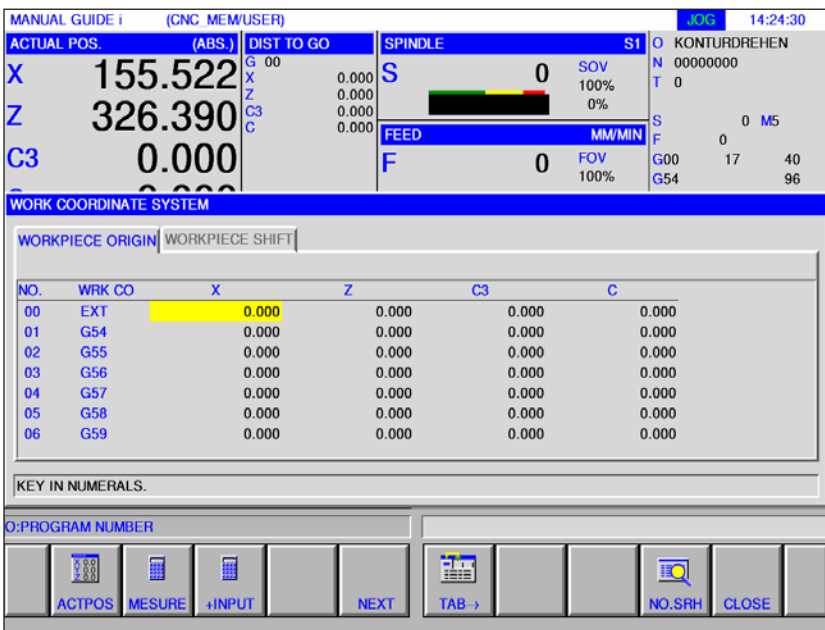 MANUAL GUIDE i (CNC_MEM/USER) JOG 14:24:30
ACTUAL POS. (ABS.)
X 155.522
Z 326.390
C3 0.000
0.000
DIST TO GO
G 00
X 0.000
Z 0.000
C3 0.000
C 0.000
SPINDLE S1
S 0 SOV
100%
0%
FEED MM/MIN
F 0 FOV
100%
O KONTURDREHEN
N 00000000
T 0
S 0 M5
F 0
G00 17 40
G54 96
WORK COORDINATE SYSTEM
WORKPIECE ORIGIN WORKPIECE SHIFT
NO. WRK CO X Z C3 C
00 EXT 0.000 0.000 0.000 0.000
01 G54 0.000 0.000 0.000 0.000
02 G55 0.000 0.000 0.000 0.000
03 G56 0.000 0.000 0.000 0.000
04 G57 0.000 0.000 0.000 0.000
05 G58 0.000 0.000 0.000 0.000
06 G59 0.000 0.000 0.000 0.000
KEY IN NUMERALS.
O:PROGRAM NUMBER
ACTPOS MESURE +INPUT NEXT TAB→ NO.SRH CLOSE